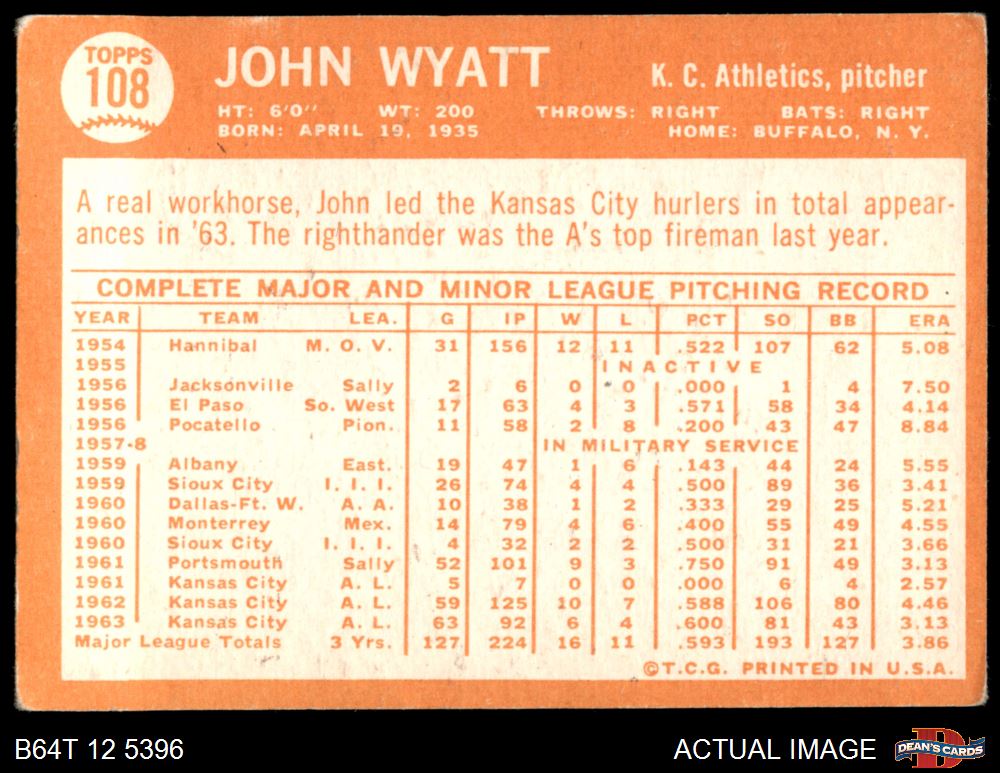 TOPPS
108
JOHN WYATT
K. C. Athletics, pitcher
HT: 6'0" WT: 200 THROWS: RIGHT BATS: RIGHT
BORN: APRIL 19, 1935 HOME: BUFFALO, N. Y.
A real workhorse, John led the Kansas City hurlers in total appear-
ances in '63. The righthander was the A's top fireman last year.
COMPLETE MAJOR AND MINOR LEAGUE PITCHING RECORD
YEAR TEAM LEA. G IP W L PCT SO BB ERA
1954 Hannibal M. O. V. 31 156 12 11 .522 107 62 5.08
1955 INACTIVE
1956 Jacksonville Sally 2 6 0 0 .000 1 4 7.50
1956 El Paso So. West 17 63 4 3 .571 58 34 4.14
1956 Pocatello Pion. 11 58 2 8 .200 43 47 8.84
1957-8 IN MILITARY SERVICE
1959 Albany East. 19 47 1 6 .143 44 24 5.55
1959 Sioux City I. I. I. 26 74 4 4 .500 89 36 3.41
1960 Dallas-Ft. W. A. A. 10 38 1 2 .333 29 25 5.21
1960 Monterrey Mex. 14 79 4 6 .400 55 49 4.55
1960 Sioux City I. I. I. 4 32 2 2 .500 31 21 3.66
1961 Portsmouth Sally 52 101 9 3 .750 91 49 3.13
1961 Kansas City A. L. 5 7 0 0 .000 6 4 2.57
1962 Kansas City A. L. 59 125 10 7 .588 106 80 4.46
1963 Kansas City A. L. 63 92 6 4 .600 81 43 3.13
Major League Totals 3 Yrs. 127 224 16 11 .593 193 127 3.86
©T.C.G. PRINTED IN U.S.A.
B64T 12 5396
ACTUAL IMAGE
D
DEAN'S CARDS